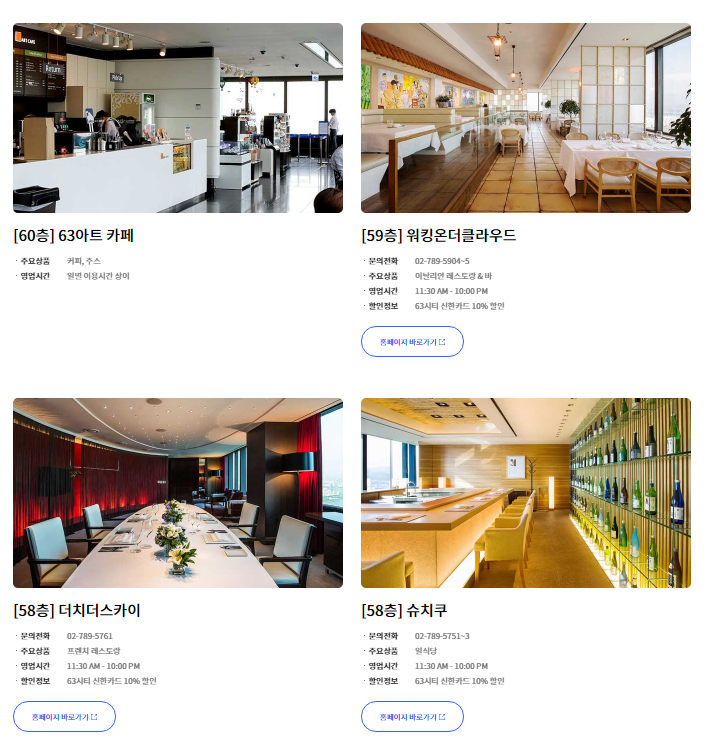 [60층] 63아트 카페
· 주요상품 커피, 주스
· 영업시간 일별 이용시간 상이
[59층] 워킹온더클라우드
· 문의전화 02-789-5904~5
· 주요상품 이탈리안 레스토랑 & 바
· 영업시간 11:30 AM - 10:00 PM
· 할인정보 63시티 신한카드 10% 할인
홈페이지 바로가기
[58층] 터치더스카이
· 문의전화 02-789-5761
· 주요상품 프렌치 레스토랑
· 영업시간 11:30 AM - 10:00 PM
· 할인정보 63시티 신한카드 10% 할인
홈페이지 바로가기
[58층] 슈치쿠
· 문의전화 02-789-5751~3
· 주요상품 일식당
· 영업시간 11:30 AM - 10:00 PM
· 할인정보 63시티 신한카드 10% 할인
홈페이지 바로가기